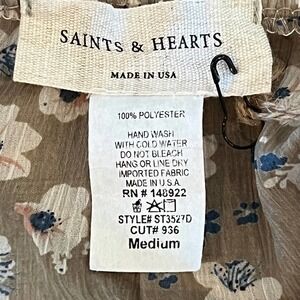 SAINTS & HEARTS
MADE IN USA
100% POLYESTER
HAND WASH
WITH COLD WATER
DO NOT BLEACH
HANG OR LINE DRY
IMPORTED FABRIC
MADE IN U.S.A.
RN # 148922
STYLE# ST3527D
CUT# 936
Medium